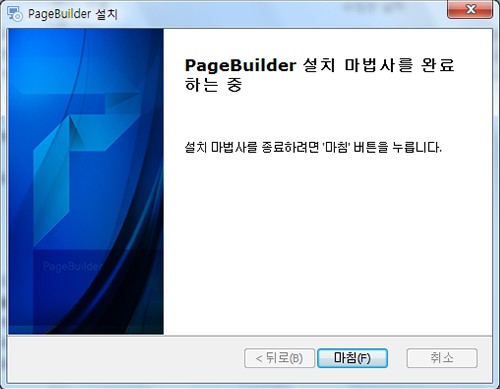 PageBuilder 설치
PageBuilder 설치 마법사를 완료
하는 중
설치 마법사를 종료하려면 '마침' 버튼을 누릅니다.
PageBuilder
< 뒤로(B)
마침(F)
취소